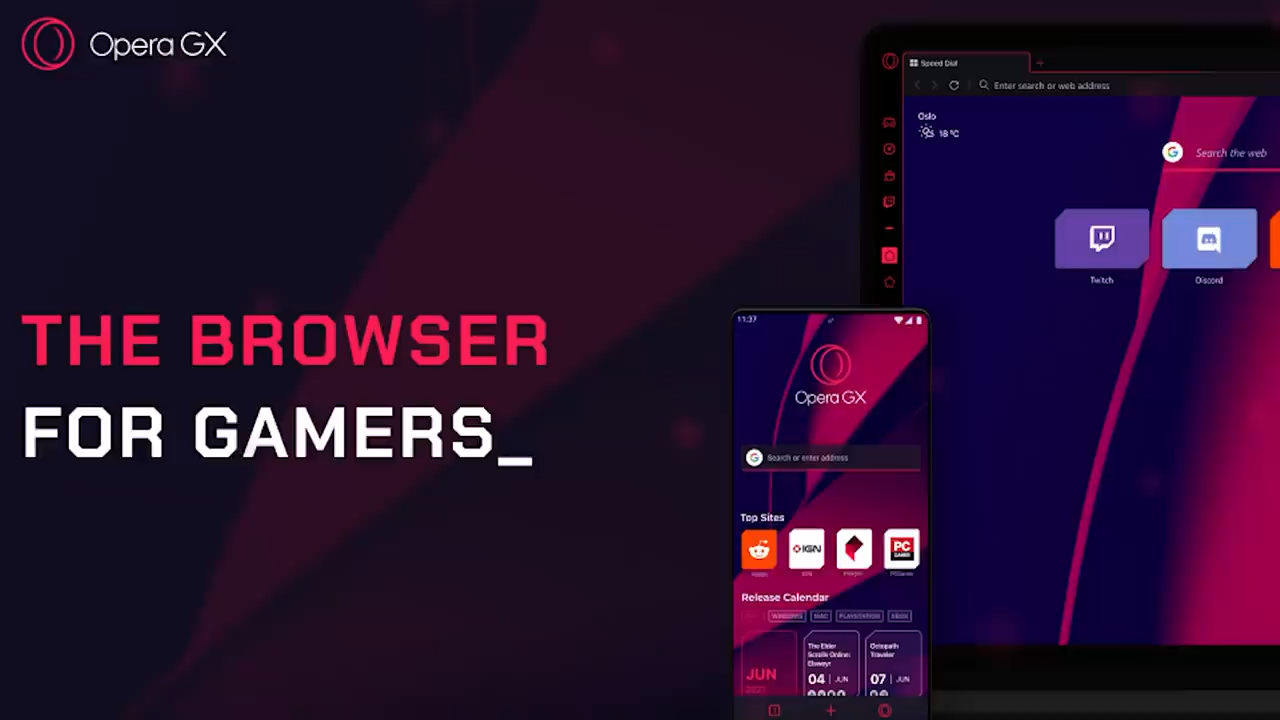 Opera GX
THE BROWSER
FOR GAMERS_
Speed Dial
Enter search or web address
Oslo
18 °C
Search the web
Twitch
Discord
11:37
Opera GX
Search or enter address
Top Sites
IGN
PC
GAMER
Release Calendar
WINDOWS MAC PLAYSTATION XBOX
JUN
2021
The Elder
Scrolls Online:
Elsweyr
04 | JUN
Octopath
Traveler
07 | JUN